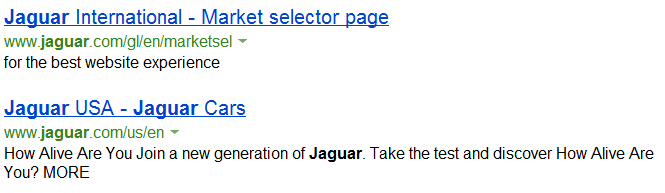 Jaguar International - Market selector page
www.jaguar.com/gl/en/marketsel
for the best website experience
Jaguar USA - Jaguar Cars
www.jaguar.com/us/en
How Alive Are You Join a new generation of Jaguar. Take the test and discover How Alive Are
You? MORE